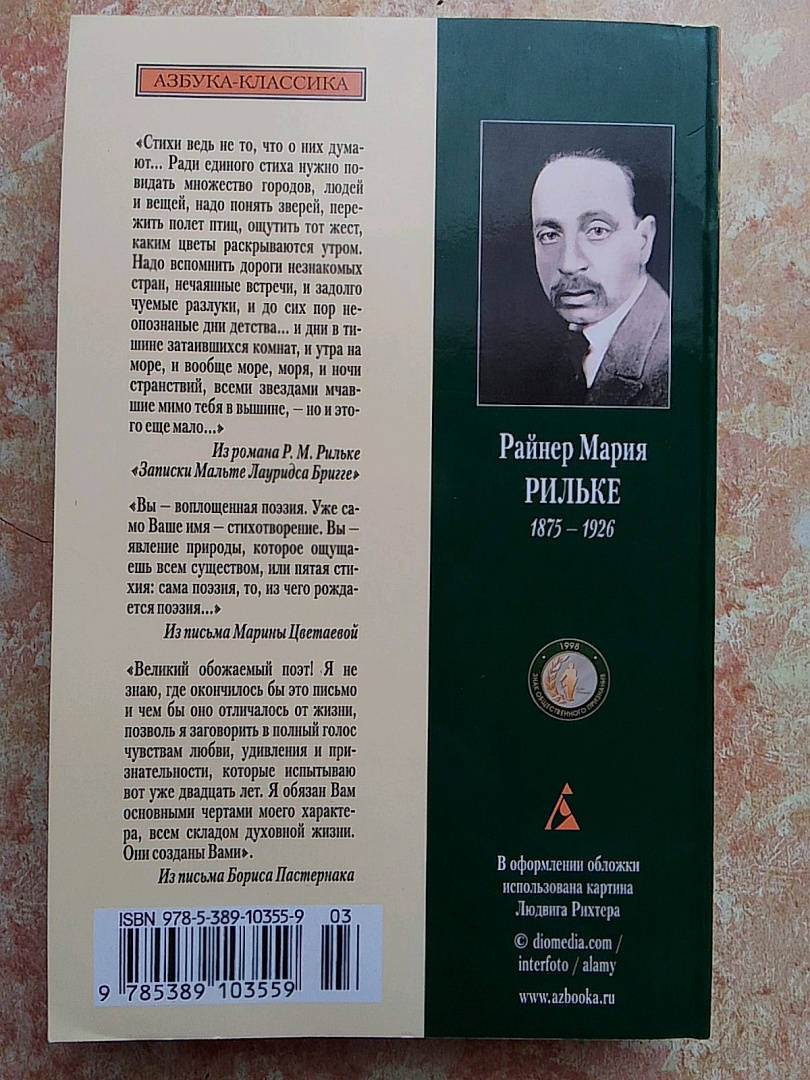 АЗБУКА-КЛАССИКА
«Стихи ведь не то, что о них дума-
ют... Ради единого стиха нужно по-
видать множество городов, людей
и вещей, надо понять зверей, пере-
жить полет птиц, ощутить тот жест,
каким цветы раскрываются утром.
Надо вспомнить дороги незнакомых
стран, нечаянные встречи, и задолго
чуемые разлуки, и до сих пор не-
опознаные дни детства... и дни в ти-
шине затаившихся комнат, и утра на
море, и вообще море, моря, и ночи
странствий, всеми звездами мчав-
шие мимо тебя в вышине, – но и это-
го еще мало...»
Из романа Р. М. Рильке
«Записки Мальте Лауридса Бригге»
«Вы – воплощенная поэзия. Уже са-
мо Ваше имя – стихотворение. Вы –
явление природы, которое ощуща-
ешь всем существом, или пятая сти-
хия: сама поэзия, то, из чего рожда-
ется поэзия...»
Из письма Марины Цветаевой
«Великий обожаемый поэт! Я не
знаю, где окончилось бы это письмо
и чем бы оно отличалось от жизни,
позволь я заговорить в полный голос
чувствам любви, удивления и при-
знательности, которые испытываю
вот уже двадцать лет. Я обязан Вам
основными чертами моего характе-
ра, всем складом духовной жизни.
Они созданы Вами».
Из письма Бориса Пастернака
ISBN 978-5-389-10355-9 03
9 785389 103559
Райнер Мария
РИЛЬКЕ
1875 – 1926
• 1998 •
ЗНАК ОБЩЕСТВЕННОГО ПРИЗНАНИЯ
В оформлении обложки
использована картина
Людвига Рихтера
© diomedia.com /
interfoto / alamy
www.azbooka.ru